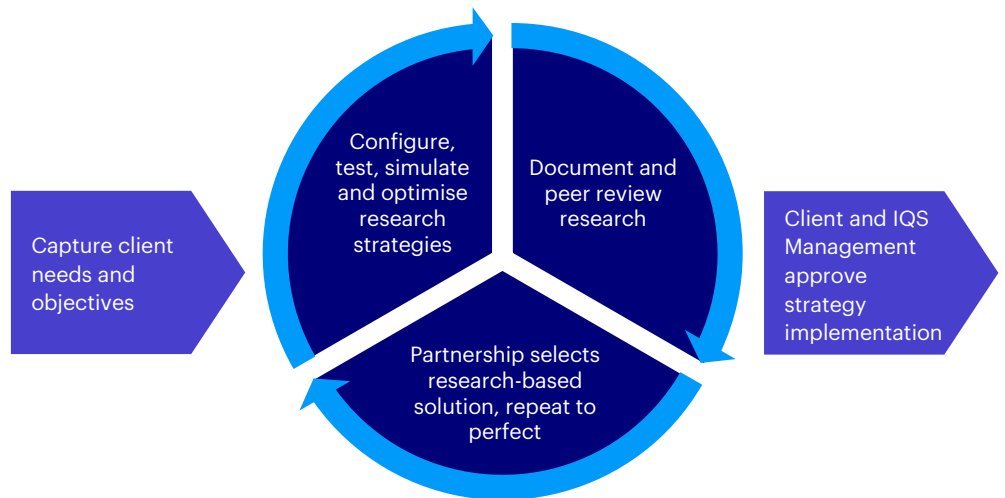 Capture client
needs and
objectives
Configure,
test, simulate
and optimise
research
strategies
Document and
peer review
research
Partnership selects
research-based
solution, repeat to
perfect
Client and IQS
Management
approve
strategy
implementation